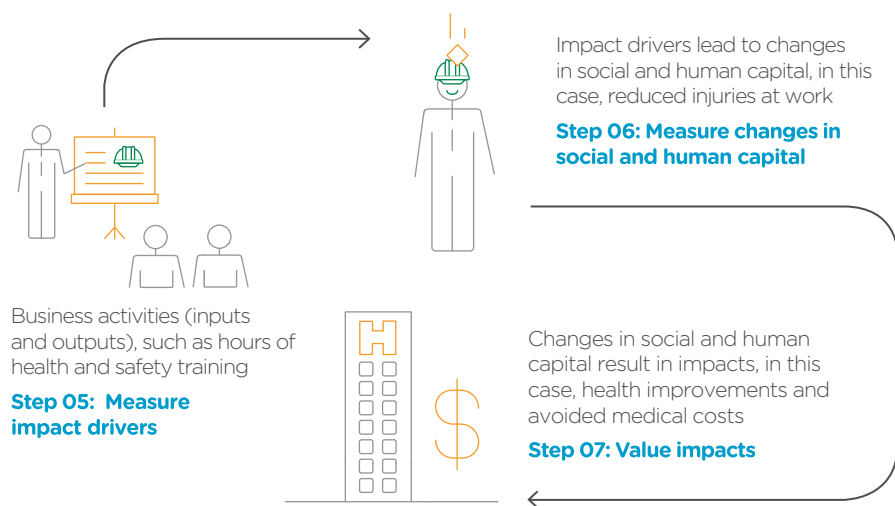 Business activities (inputs
and outputs), such as hours of
health and safety training
Step 05: Measure
impact drivers
Impact drivers lead to changes
in social and human capital, in this
case, reduced injuries at work
Step 06: Measure changes in
social and human capital
H
$
Changes in social and human
capital result in impacts, in this
case, health improvements and
avoided medical costs
Step 07: Value impacts